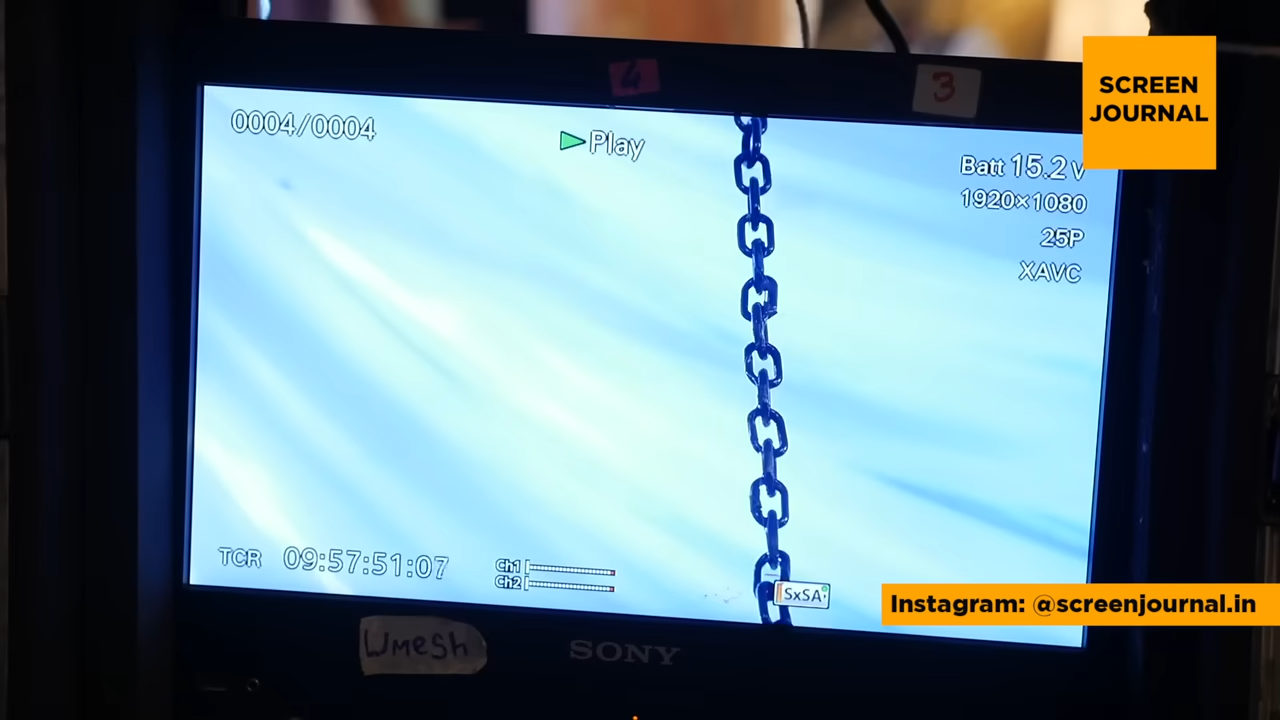 4
3
SCREEN
JOURNAL
0004/0004
Play
Batt 15.2 V
1920×1080
25P
XAVC
TCR 09:57:51:07
Ch1
Ch2
SxSA
Instagram: @screenjournal.in
Umesh
SONY